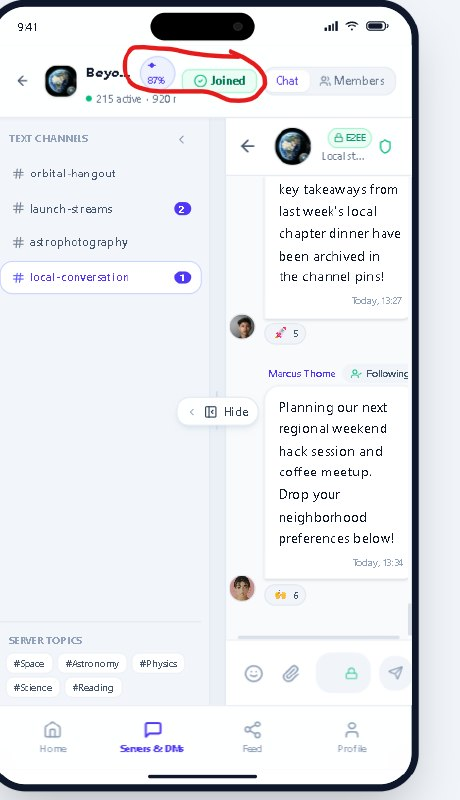 9:41
Beyo...
87%
Joined
Chat
Members
215 active · 920 r
TEXT CHANNELS
# orbital-hangout
# launch-streams 2
# astrophotography
# local-conversation 1
E2EE
Local st...
key takeaways from
last week's local
chapter dinner have
been archived in
the channel pins!
Today, 13:27
🚀 5
Marcus Thorne
Following
Hide
Planning our next
regional weekend
hack session and
coffee meetup.
Drop your
neighborhood
preferences below!
Today, 13:34
🙌 6
SERVER TOPICS
#Space #Astronomy #Physics
#Science #Reading
Home
Servers & DMs
Feed
Profile